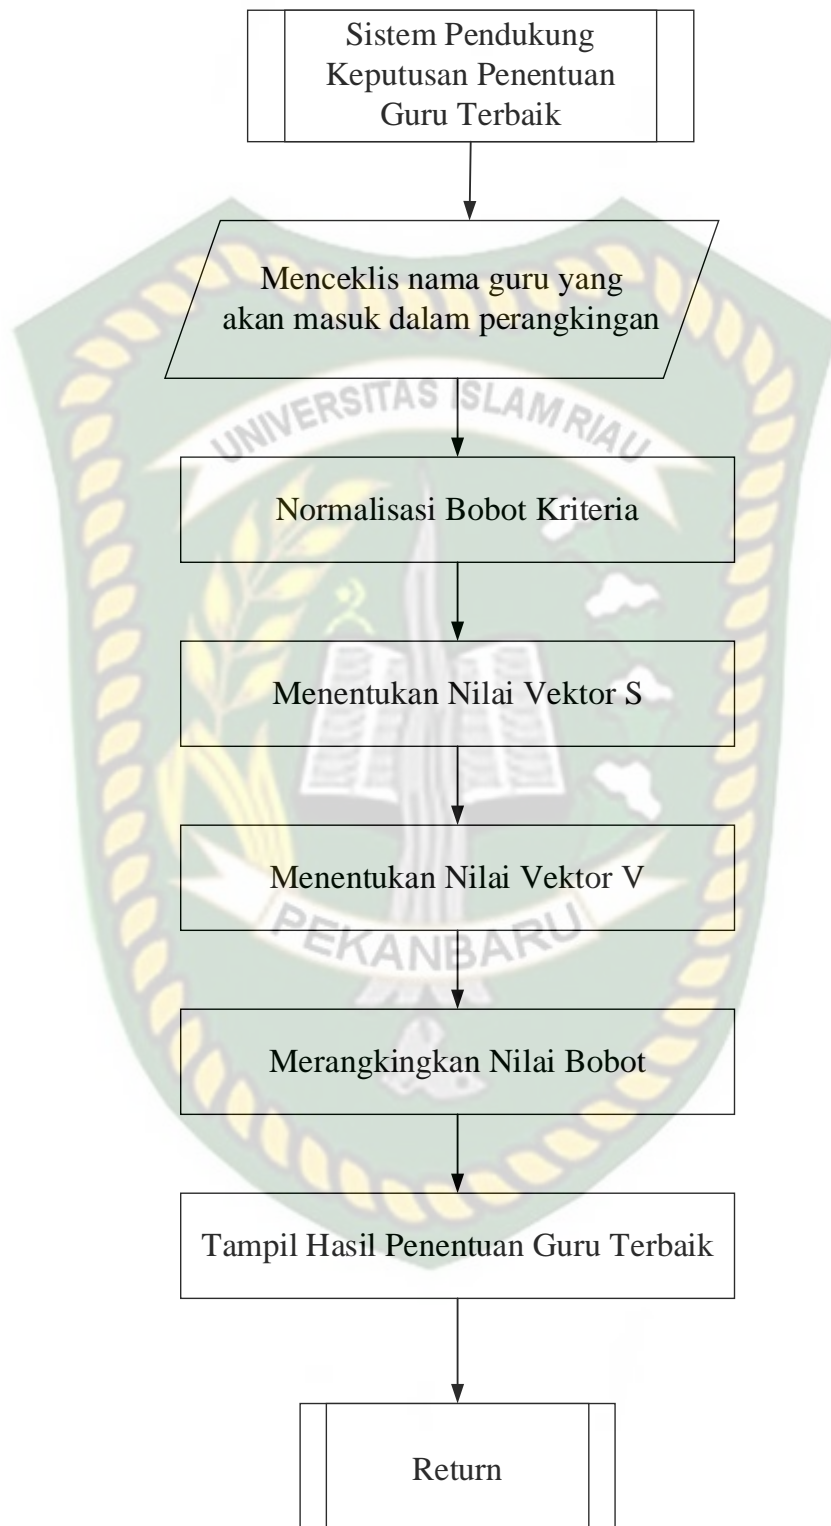 Sistem Pendukung
Keputusan Penentuan
Guru Terbaik
Menceklis nama guru yang
akan masuk dalam perangkingan
UNIVERSITAS ISLAM RIAU
Normalisasi Bobot Kriteria
Menentukan Nilai Vektor S
Menentukan Nilai Vektor V
PEKANBARU
Merangkingkan Nilai Bobot
Tampil Hasil Penentuan Guru Terbaik
Return